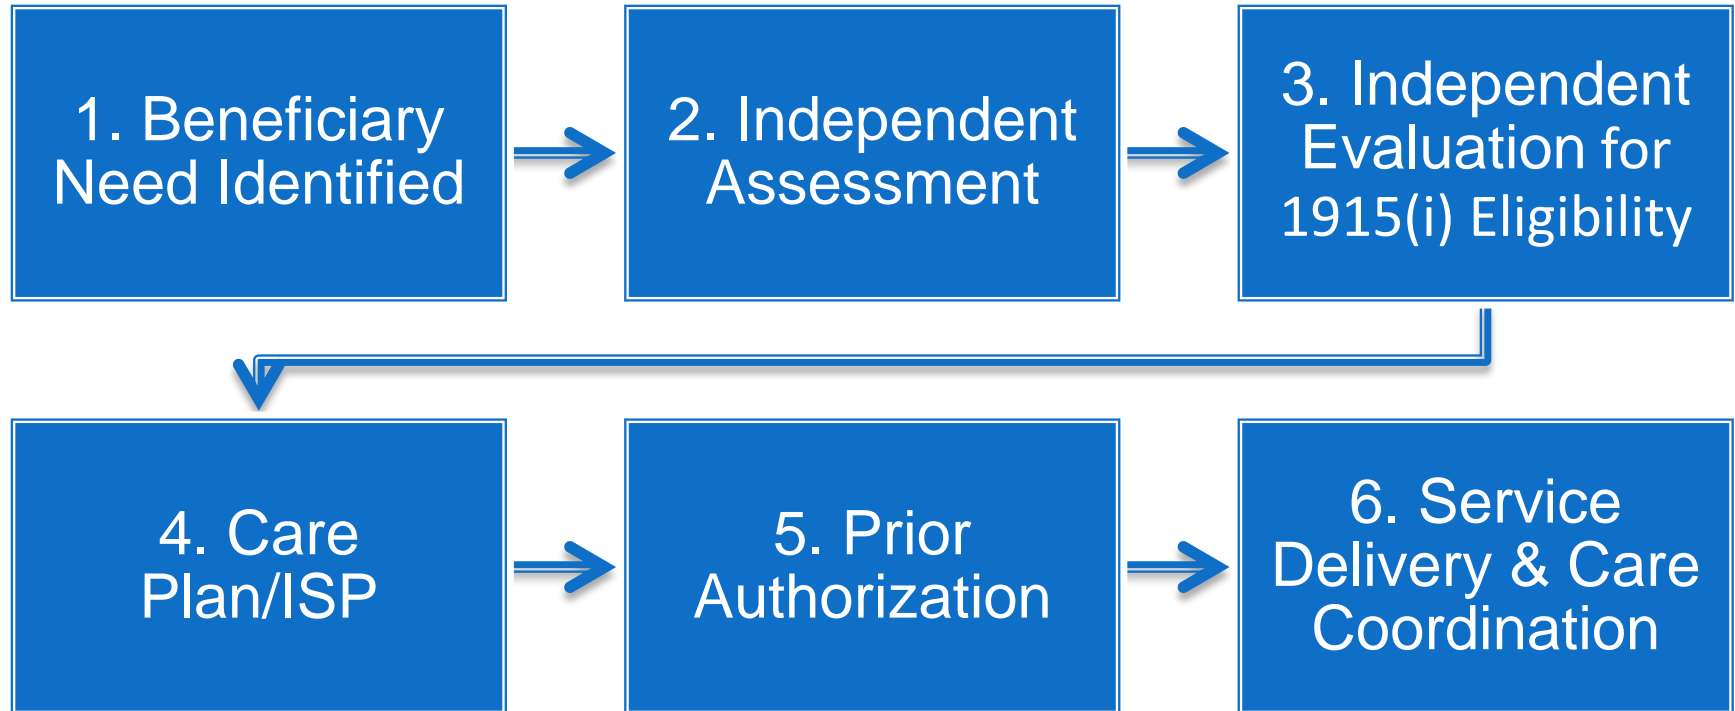 1. Beneficiary
Need Identified
2. Independent
Assessment
3. Independent
Evaluation for
1915(i) Eligibility
4. Care
Plan/ISP
5. Prior
Authorization
6. Service
Delivery & Care
Coordination